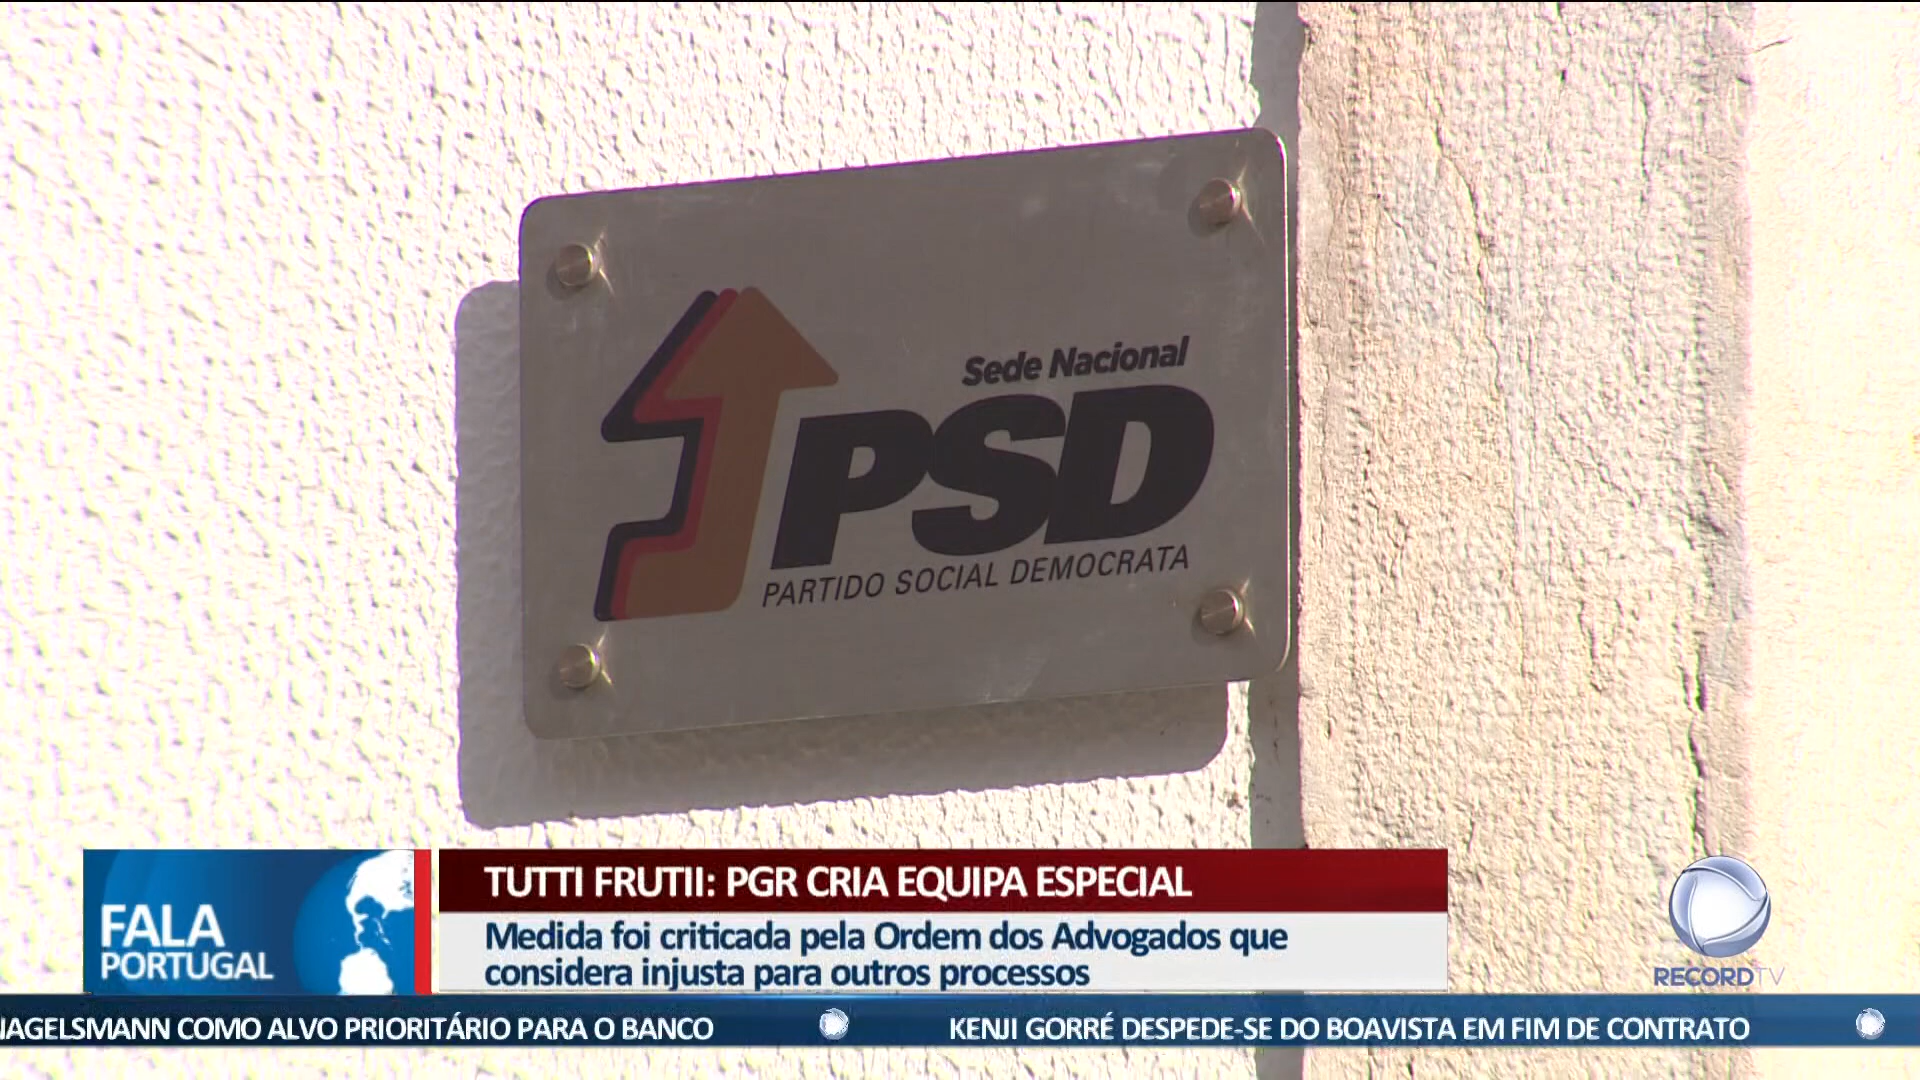 Sede Nacional
PSD
PARTIDO SOCIAL DEMOCRATA
FALA
PORTUGAL
TUTTI FRUTII: PGR CRIA EQUIPA ESPECIAL
Medida foi criticada pela Ordem dos Advogados que
considera injusta para outros processos
RECORD TV
NAGELSMANN COMO ALVO PRIORITÁRIO PARA O BANCO
KENJI GORRÉ DESPEDE-SE DO BOAVISTA EM FIM DE CONTRATO